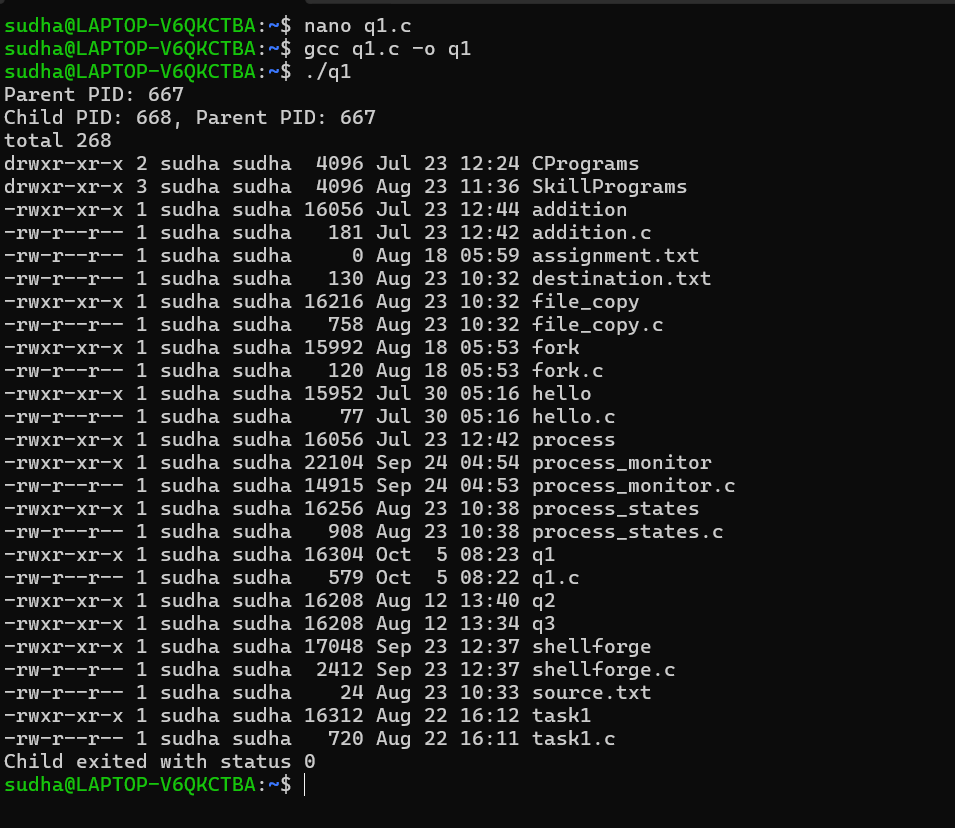 sudha@LAPTOP-V6QKCTBA:~$ nano q1.c
sudha@LAPTOP-V6QKCTBA:~$ gcc q1.c -o q1
sudha@LAPTOP-V6QKCTBA:~$ ./q1
Parent PID: 667
Child PID: 668, Parent PID: 667
total 268
drwxr-xr-x 2 sudha sudha  4096 Jul 23 12:24 CPrograms
drwxr-xr-x 3 sudha sudha  4096 Aug 23 11:36 SkillPrograms
-rwxr-xr-x 1 sudha sudha 16056 Jul 23 12:44 addition
-rw-r--r-- 1 sudha sudha   181 Jul 23 12:42 addition.c
-rw-r--r-- 1 sudha sudha     0 Aug 18 05:59 assignment.txt
-rw-r--r-- 1 sudha sudha   130 Aug 23 10:32 destination.txt
-rwxr-xr-x 1 sudha sudha 16216 Aug 23 10:32 file_copy
-rw-r--r-- 1 sudha sudha   758 Aug 23 10:32 file_copy.c
-rwxr-xr-x 1 sudha sudha 15992 Aug 18 05:53 fork
-rw-r--r-- 1 sudha sudha   120 Aug 18 05:53 fork.c
-rwxr-xr-x 1 sudha sudha 15952 Jul 30 05:16 hello
-rw-r--r-- 1 sudha sudha    77 Jul 30 05:16 hello.c
-rwxr-xr-x 1 sudha sudha 16056 Jul 23 12:42 process
-rwxr-xr-x 1 sudha sudha 22104 Sep 24 04:54 process_monitor
-rw-r--r-- 1 sudha sudha 14915 Sep 24 04:53 process_monitor.c
-rwxr-xr-x 1 sudha sudha 16256 Aug 23 10:38 process_states
-rw-r--r-- 1 sudha sudha   908 Aug 23 10:38 process_states.c
-rwxr-xr-x 1 sudha sudha 16304 Oct  5 08:23 q1
-rw-r--r-- 1 sudha sudha   579 Oct  5 08:22 q1.c
-rwxr-xr-x 1 sudha sudha 16208 Aug 12 13:40 q2
-rwxr-xr-x 1 sudha sudha 16208 Aug 12 13:34 q3
-rwxr-xr-x 1 sudha sudha 17048 Sep 23 12:37 shellforge
-rw-r--r-- 1 sudha sudha  2412 Sep 23 12:37 shellforge.c
-rw-r--r-- 1 sudha sudha    24 Aug 23 10:33 source.txt
-rwxr-xr-x 1 sudha sudha 16312 Aug 22 16:12 task1
-rw-r--r-- 1 sudha sudha   720 Aug 22 16:11 task1.c
Child exited with status 0
sudha@LAPTOP-V6QKCTBA:~$